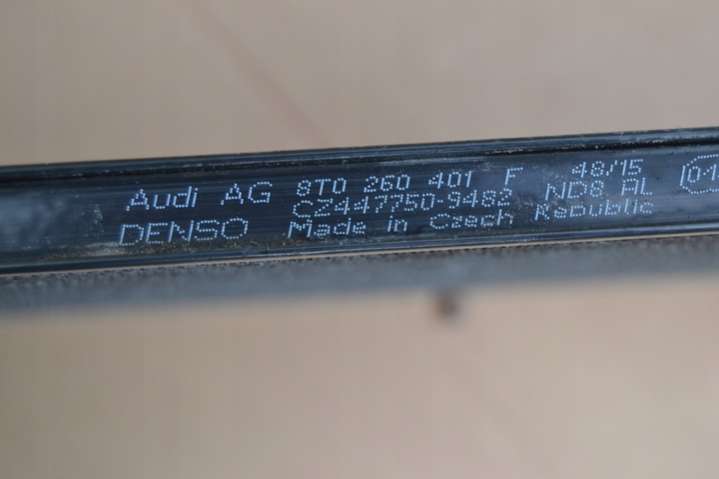 Audi AG 8T0 260 401 F 48/15
CZ447750-9482 ND8 AL
DENSO Made in Czech Republic